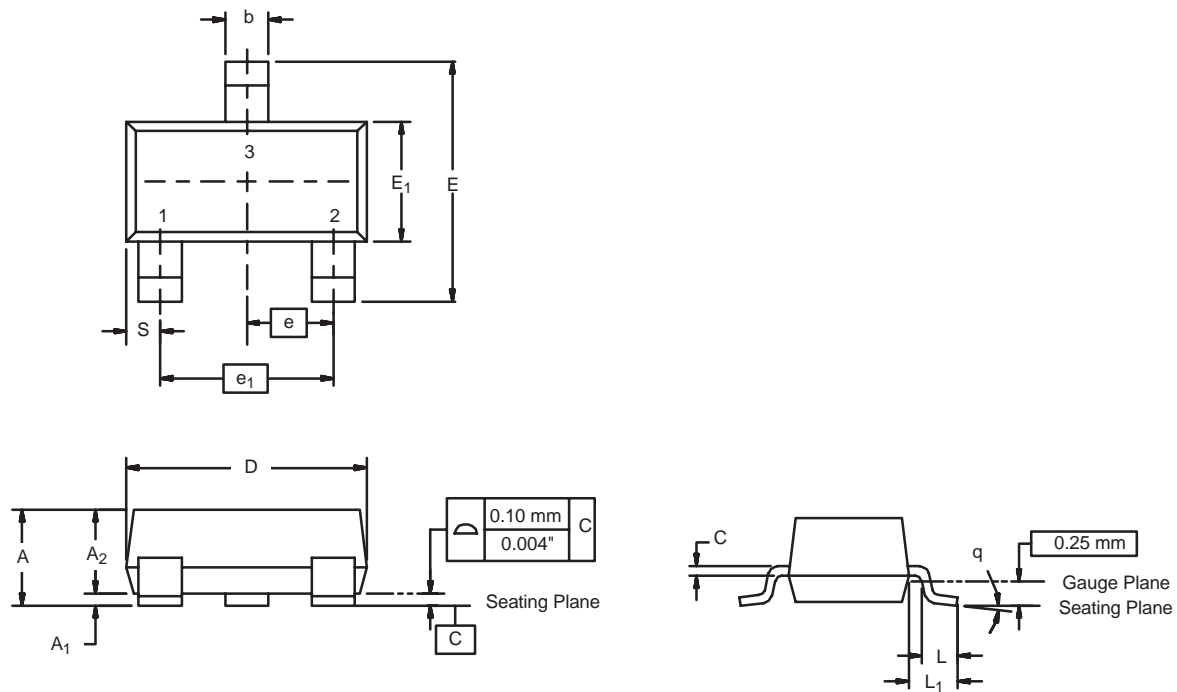 b
3
E1
E
1
2
S
e
e1
D
0.10 mm
C
0.004"
A
A2
Seating Plane
A1
C
C
q
0.25 mm
Gauge Plane
Seating Plane
L
L1